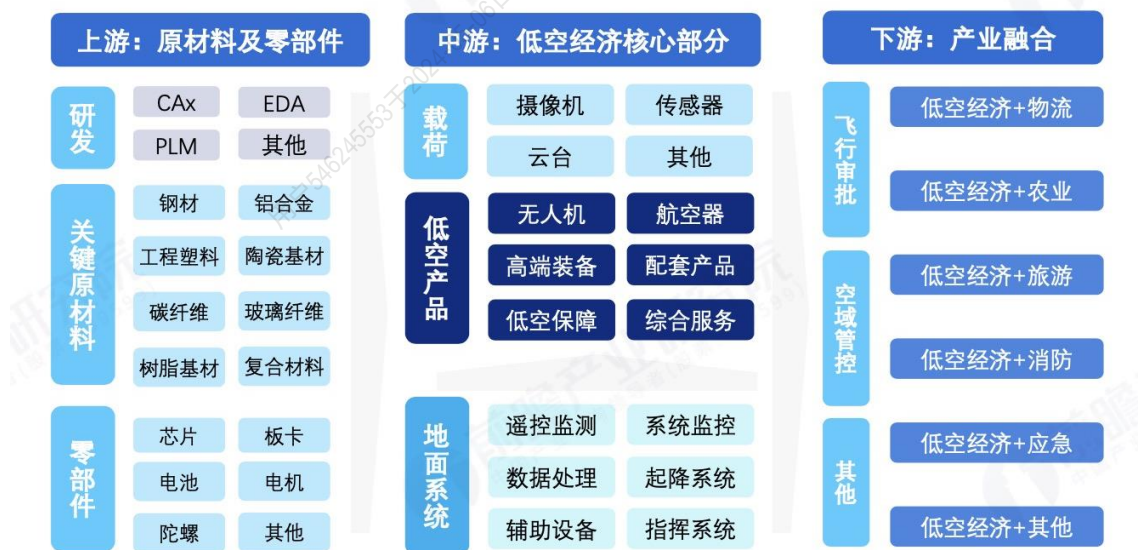 上游：原材料及零部件
研发
CAx
EDA
PLM
其他
关键原材料
钢材
铝合金
工程塑料
陶瓷基材
碳纤维
玻璃纤维
树脂基材
复合材料
零部件
芯片
板卡
电池
电机
陀螺
其他
中游：低空经济核心部分
载荷
摄像机
传感器
云台
其他
低空产品
无人机
航空器
高端装备
配套产品
低空保障
综合服务
地面系统
遥控监测
系统监控
数据处理
起降系统
辅助设备
指挥系统
下游：产业融合
飞行审批
空域管控
其他
低空经济+物流
低空经济+农业
低空经济+旅游
低空经济+消防
低空经济+应急
低空经济+其他